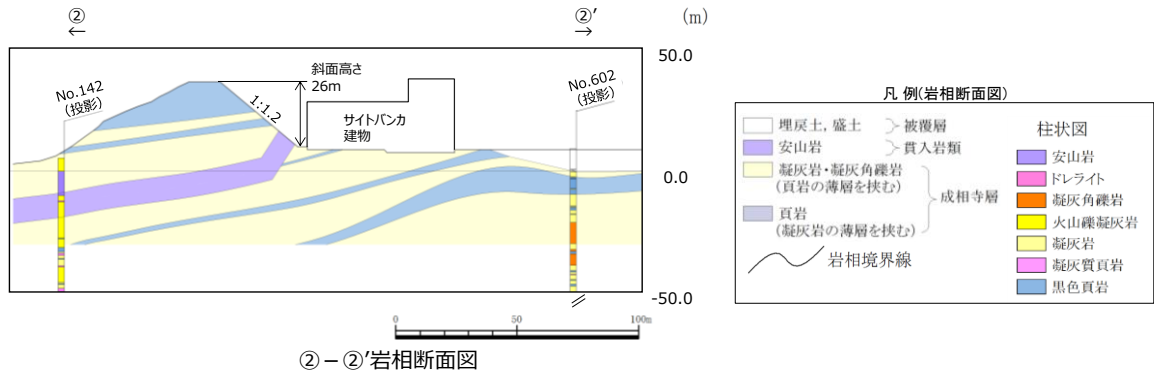 ②
←
②’
→
(m)
50.0
0.0
-50.0
No.142
(投影)
1:1.2
斜面高さ
26m
サイトバンカ
建物
No.602
(投影)
0
50
100m
②－②’岩相断面図
凡 例(岩相断面図)
埋戻土, 盛土
被覆層
安山岩
貫入岩類
凝灰岩・凝灰角礫岩
(頁岩の薄層を挟む)
成相寺層
頁岩
(凝灰岩の薄層を挟む)
岩相境界線
柱状図
安山岩
ドレライト
凝灰角礫岩
火山礫凝灰岩
凝灰岩
凝灰質頁岩
黒色頁岩